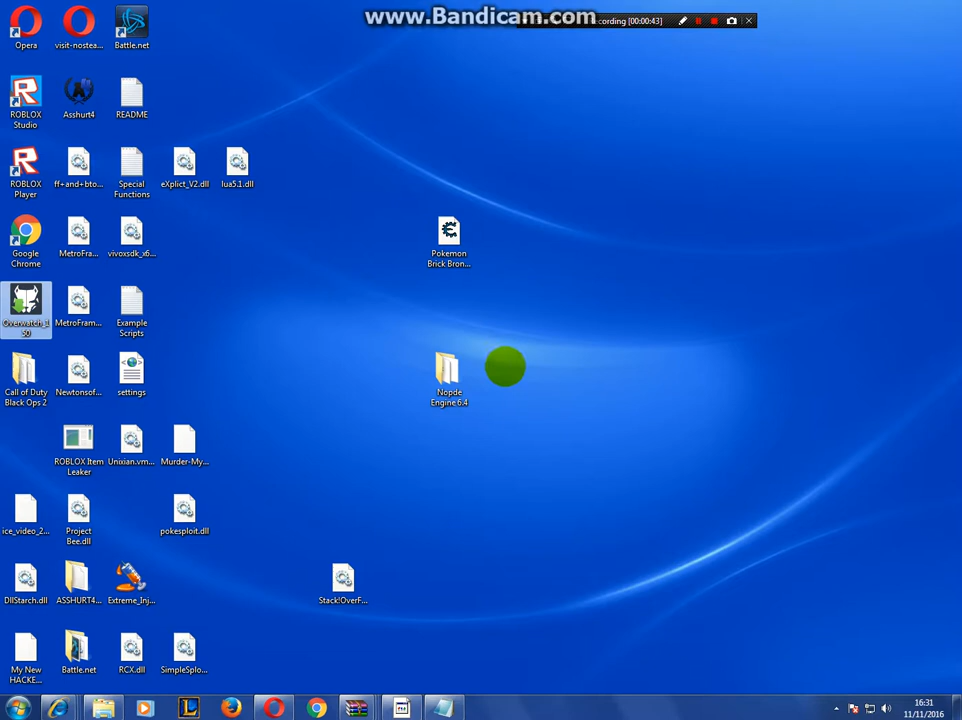 www.Bandicam.com
ecording [00:00:43]
Opera
visit-nostea...
Battle.net
ROBLOX
Studio
Asshurt4
README
ROBLOX
Player
ff+and+bto...
Special
Functions
eXplict_V2.dll
lua5.1.dll
Google
Chrome
MetroFra...
vivoxsdk_x6...
Pokemon
Brick Bron...
Overwatch_1
50
MetroFram...
Example
Scripts
Call of Duty
Black Ops 2
Newtonsof...
settings
Nopde
Engine 6.4
ROBLOX Item
Leaker
Unixian.vm...
Murder-My...
ice_video_2...
Project
Bee.dll
pokesploit.dll
DllStarch.dll
ASSHURT4...
Extreme_Inj...
Stack!OverF...
My New
HACKE...
Battle.net
RCX.dll
SimpleSplo...
16:31
11/11/2016